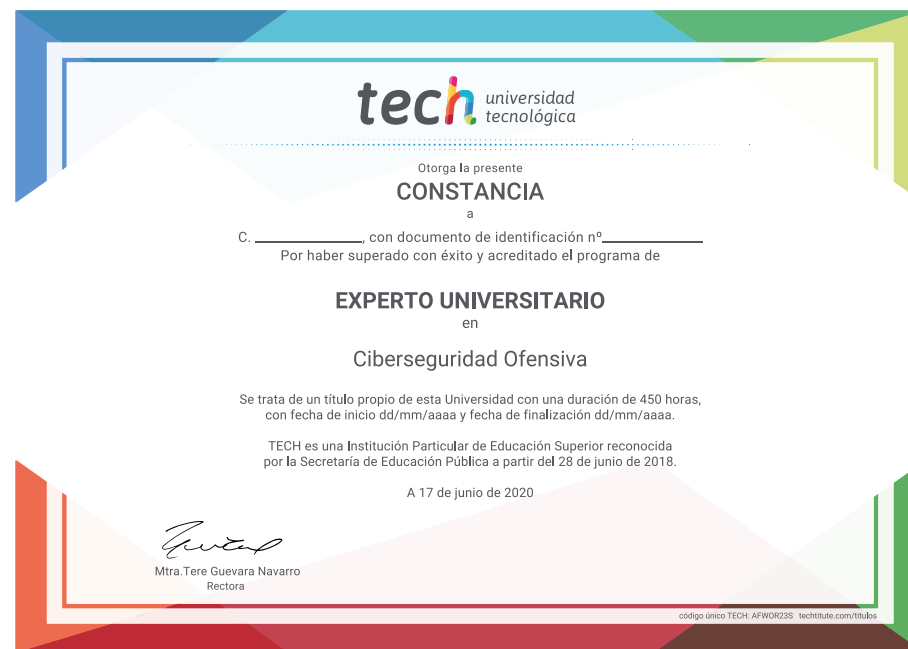 tech universidad
tecnológica
Otorga la presente
CONSTANCIA
a
C. ____________, con documento de identificación nº____________
Por haber superado con éxito y acreditado el programa de
EXPERTO UNIVERSITARIO
en
Ciberseguridad Ofensiva
Se trata de un título propio de esta Universidad con una duración de 450 horas,
con fecha de inicio dd/mm/aaaa y fecha de finalización dd/mm/aaaa.
TECH es una Institución Particular de Educación Superior reconocida
por la Secretaría de Educación Pública a partir del 28 de junio de 2018.
A 17 de junio de 2020
Mtra.Tere Guevara Navarro
Rectora
código único TECH: AFWOR23S techtitute.com/títulos